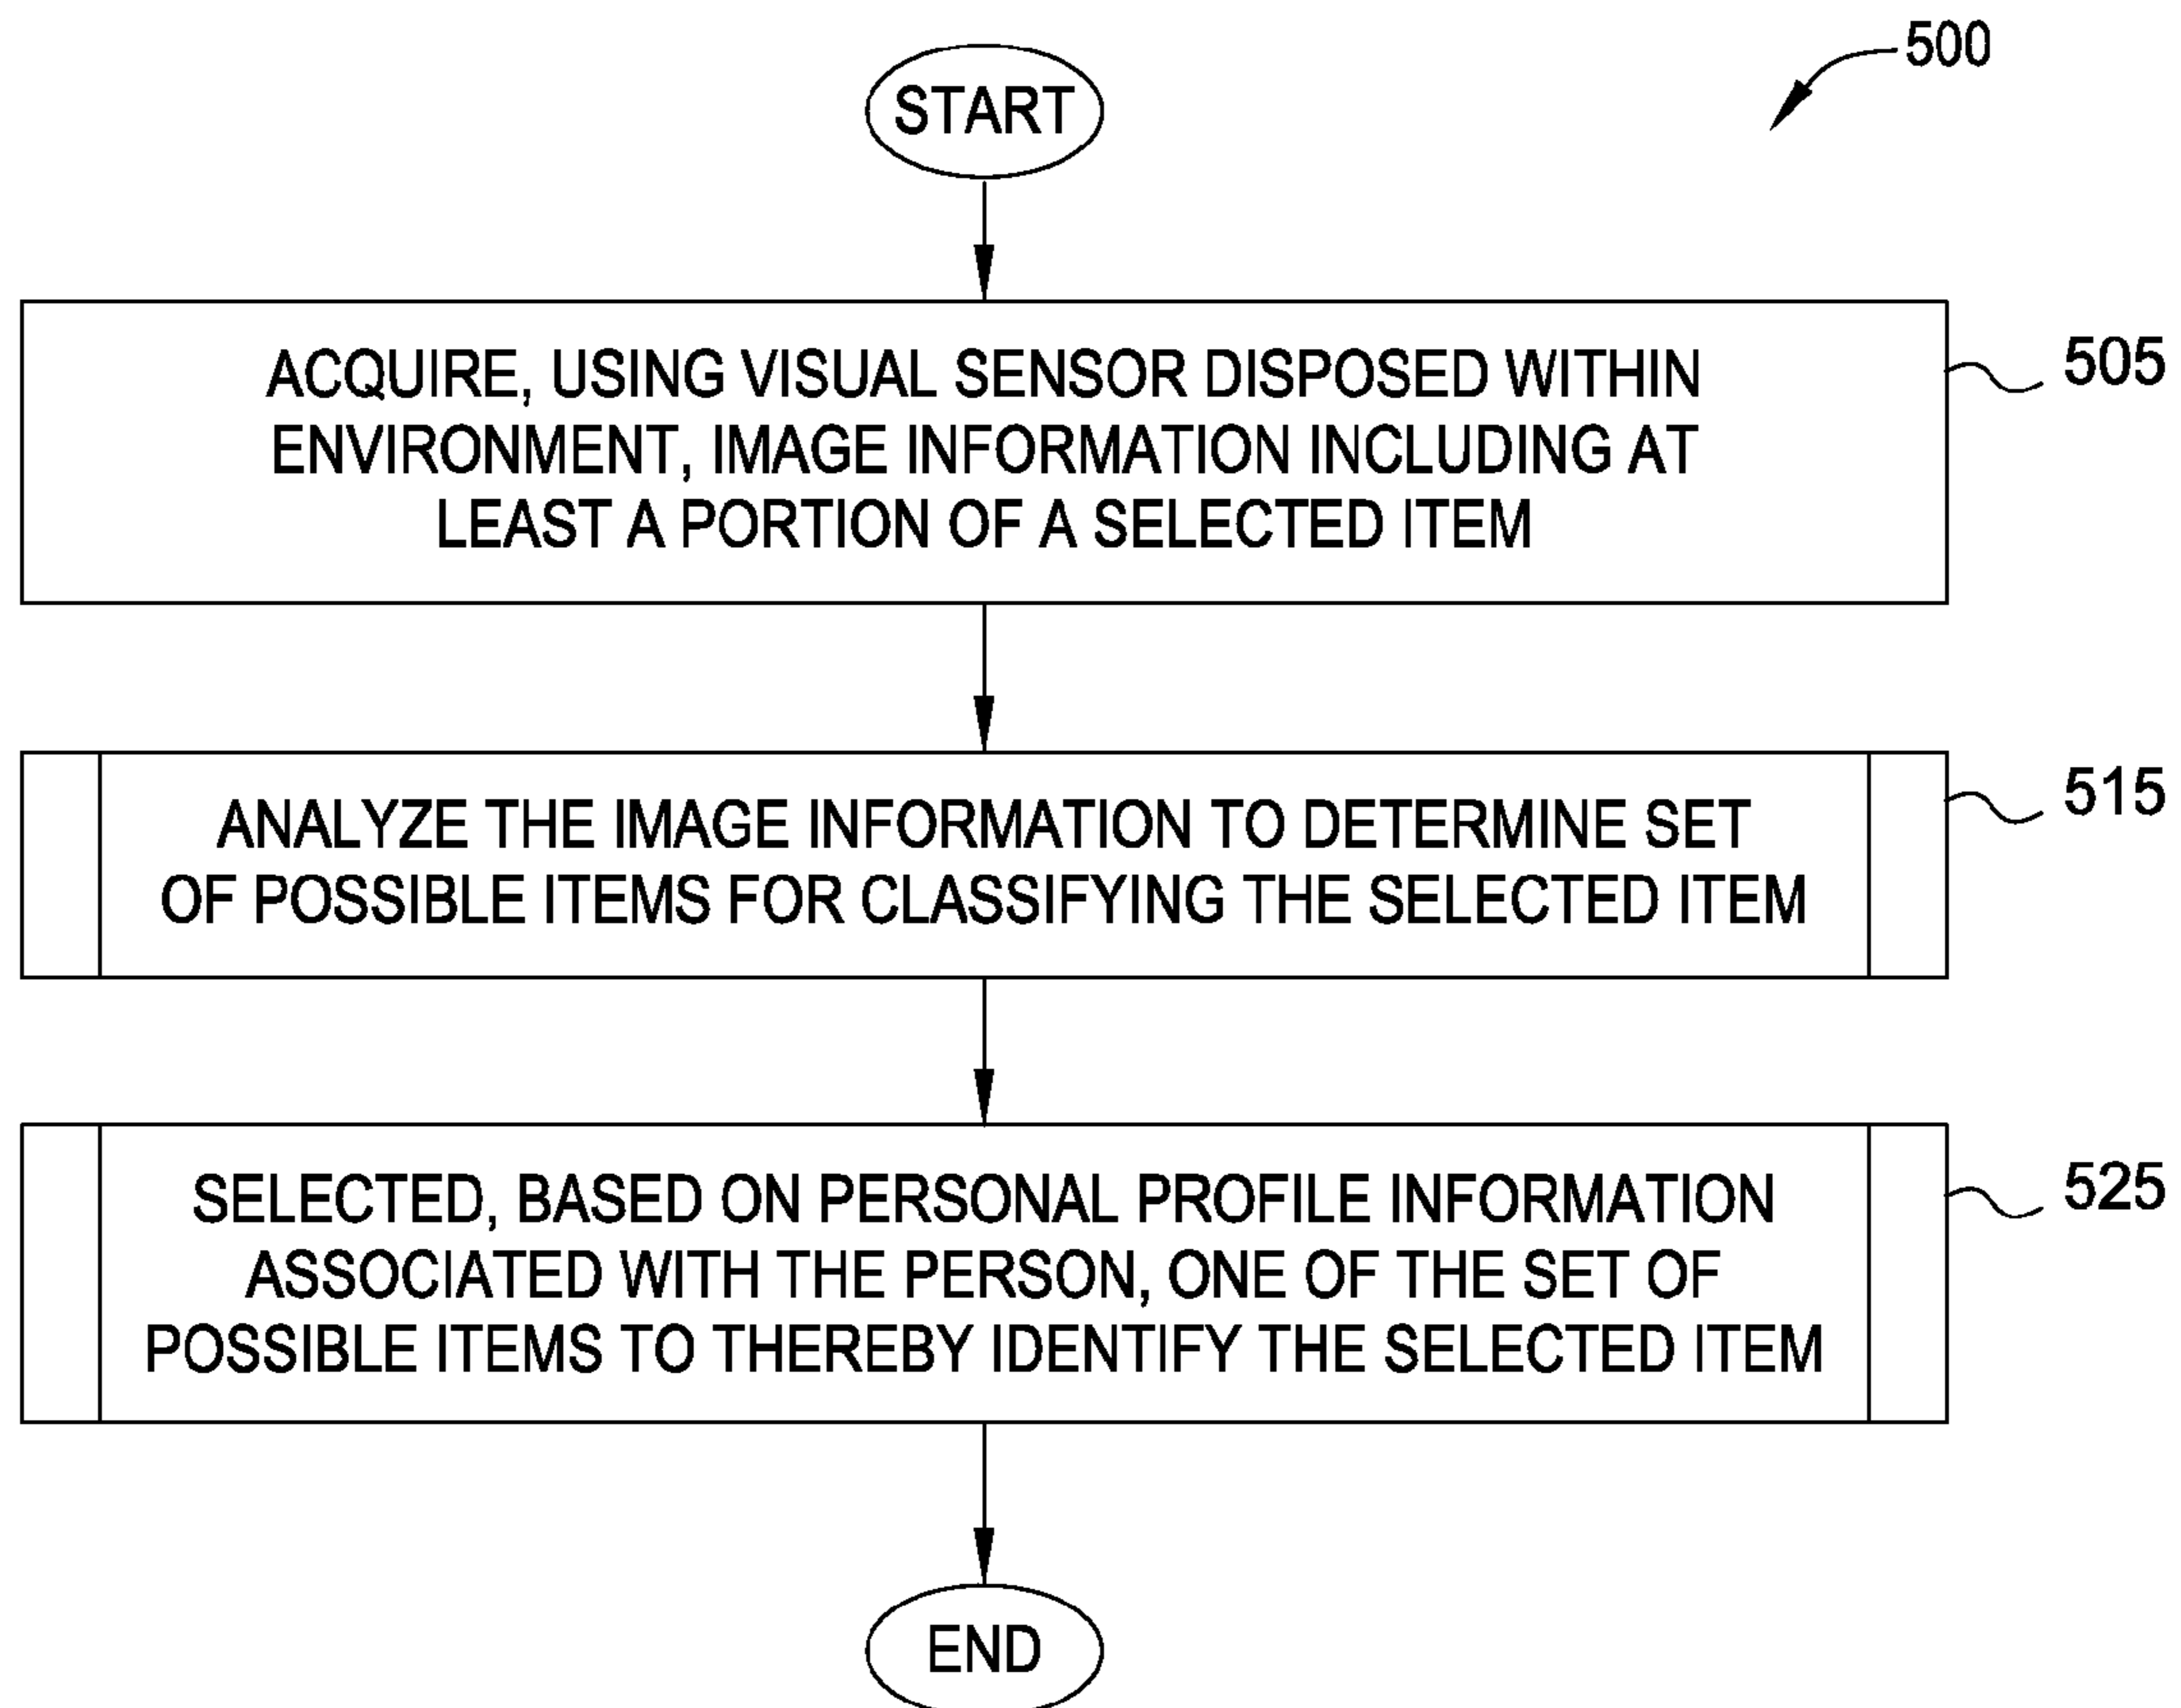 500
START
ACQUIRE, USING VISUAL SENSOR DISPOSED WITHIN
ENVIRONMENT, IMAGE INFORMATION INCLUDING AT
LEAST A PORTION OF A SELECTED ITEM
505
ANALYZE THE IMAGE INFORMATION TO DETERMINE SET
OF POSSIBLE ITEMS FOR CLASSIFYING THE SELECTED ITEM
515
SELECTED, BASED ON PERSONAL PROFILE INFORMATION
ASSOCIATED WITH THE PERSON, ONE OF THE SET OF
POSSIBLE ITEMS TO THEREBY IDENTIFY THE SELECTED ITEM
525
END